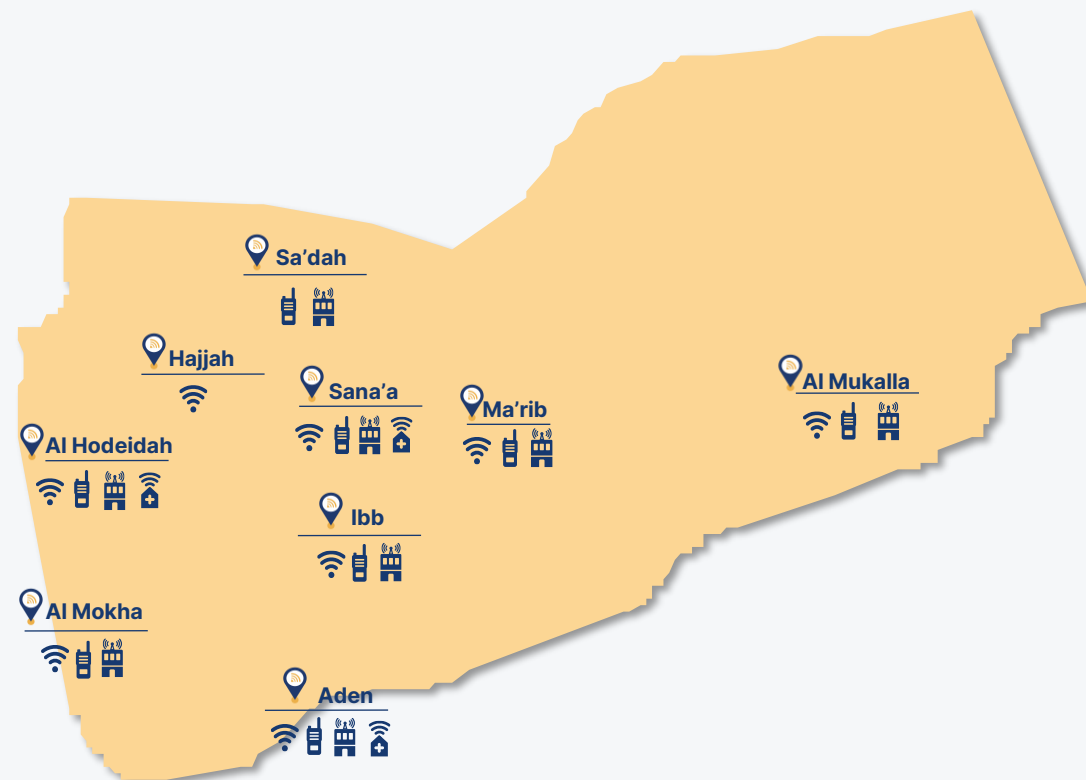 Sa’dah
Hajjah
Sana’a
Ma’rib
Al Mukalla
Al Hodeidah
Ibb
Al Mokha
Aden